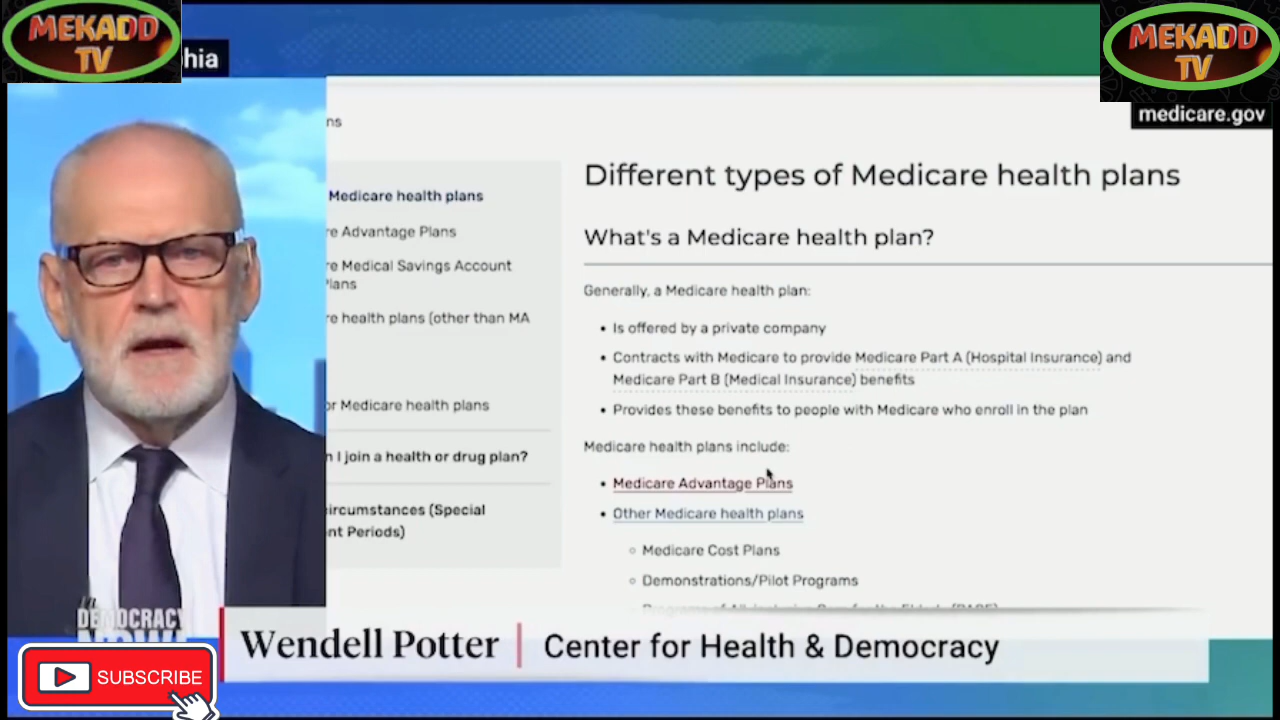 MEKADD
TV
MEKADD
TV
hia
medicare.gov
ns
Medicare health plans
e Advantage Plans
e Medical Savings Account
lans
e health plans (other than MA
r Medicare health plans
n I join a health or drug plan?
ircumstances (Special
nt Periods)
Different types of Medicare health plans
What's a Medicare health plan?
Generally, a Medicare health plan:
• Is offered by a private company
• Contracts with Medicare to provide Medicare Part A (Hospital Insurance) and
Medicare Part B (Medical Insurance) benefits
• Provides these benefits to people with Medicare who enroll in the plan
Medicare health plans include:
• Medicare Advantage Plans
• Other Medicare health plans
○ Medicare Cost Plans
○ Demonstrations/Pilot Programs
DEMOCRACY
NOW!
Wendell Potter | Center for Health & Democracy
SUBSCRIBE